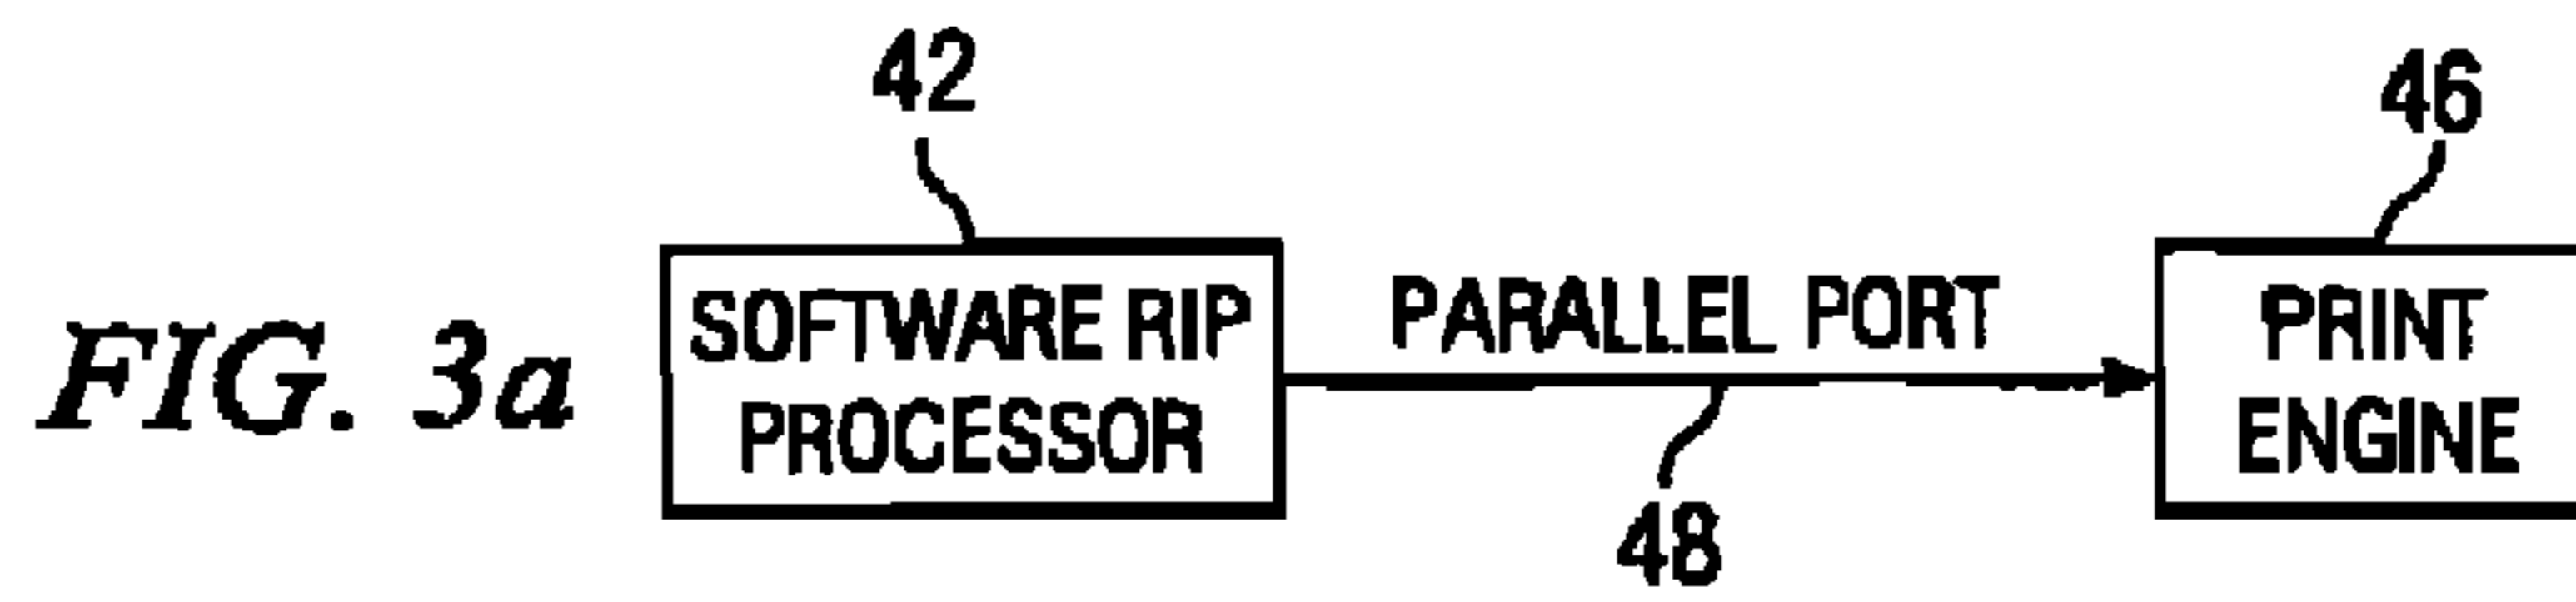 42
46
FIG. 3a
SOFTWARE RIP
PROCESSOR
PARALLEL PORT
48
PRINT
ENGINE